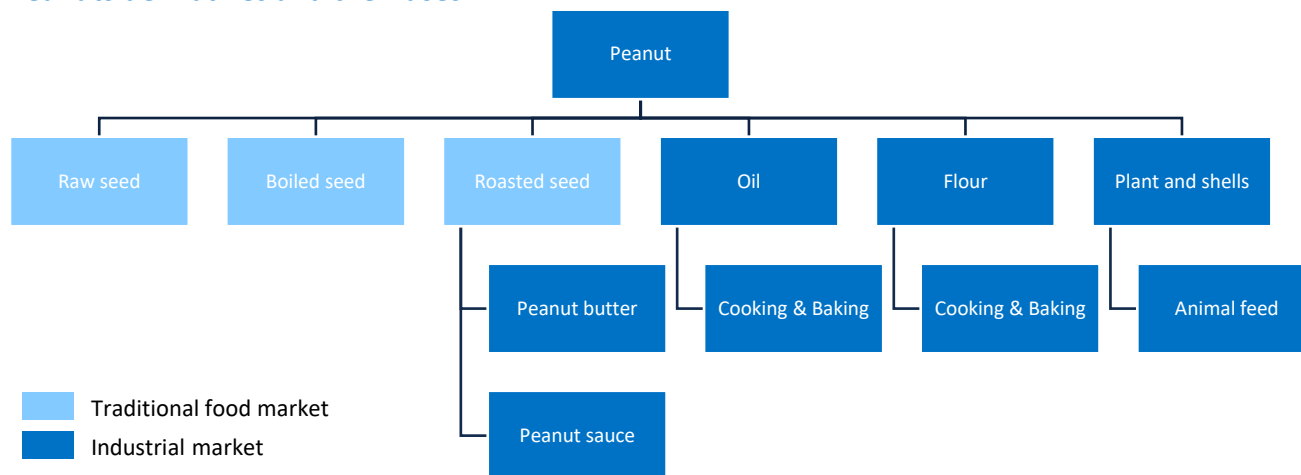 Peanut
Raw seed
Boiled seed
Roasted seed
Oil
Flour
Plant and shells
Peanut butter
Cooking & Baking
Cooking & Baking
Animal feed
Peanut sauce
Traditional food market
Industrial market